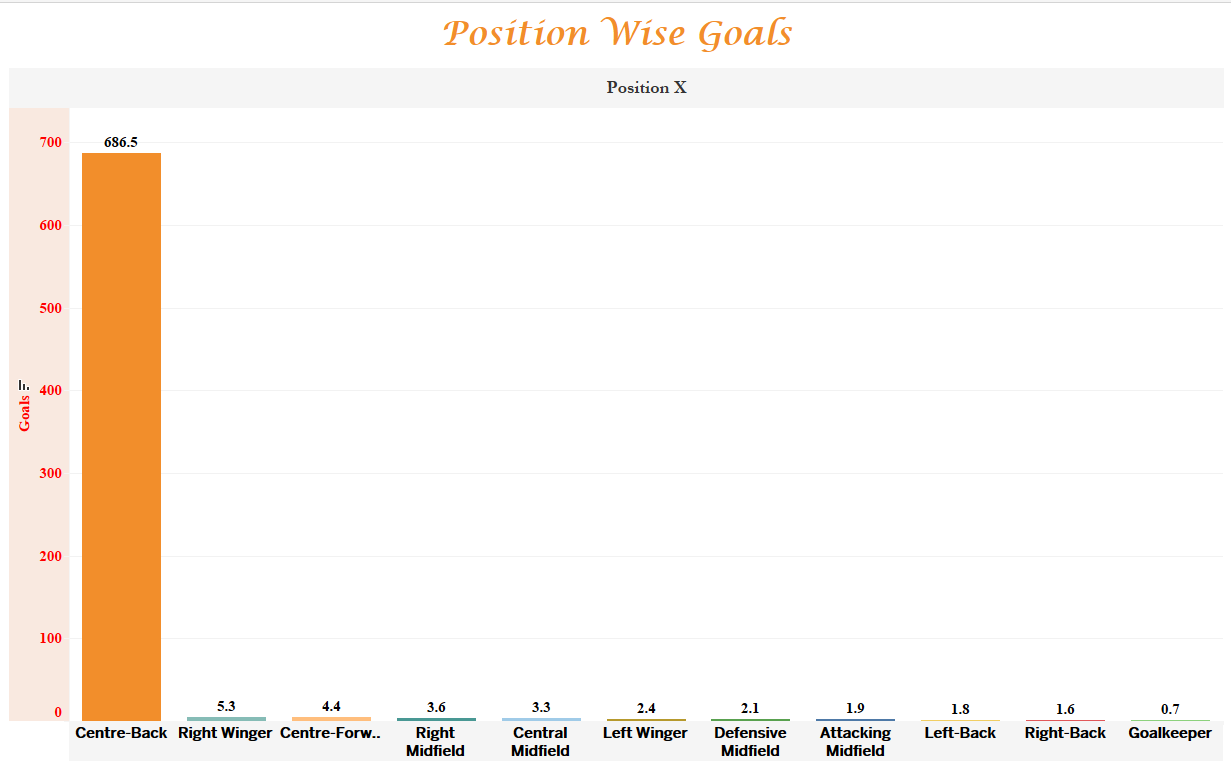 Position Wise Goals
Position X
Goals
700
600
500
400
300
200
100
0
686.5
5.3
4.4
3.6
3.3
2.4
2.1
1.9
1.8
1.6
0.7
Centre-Back
Right Winger
Centre-Forw..
Right
Midfield
Central
Midfield
Left Winger
Defensive
Midfield
Attacking
Midfield
Left-Back
Right-Back
Goalkeeper